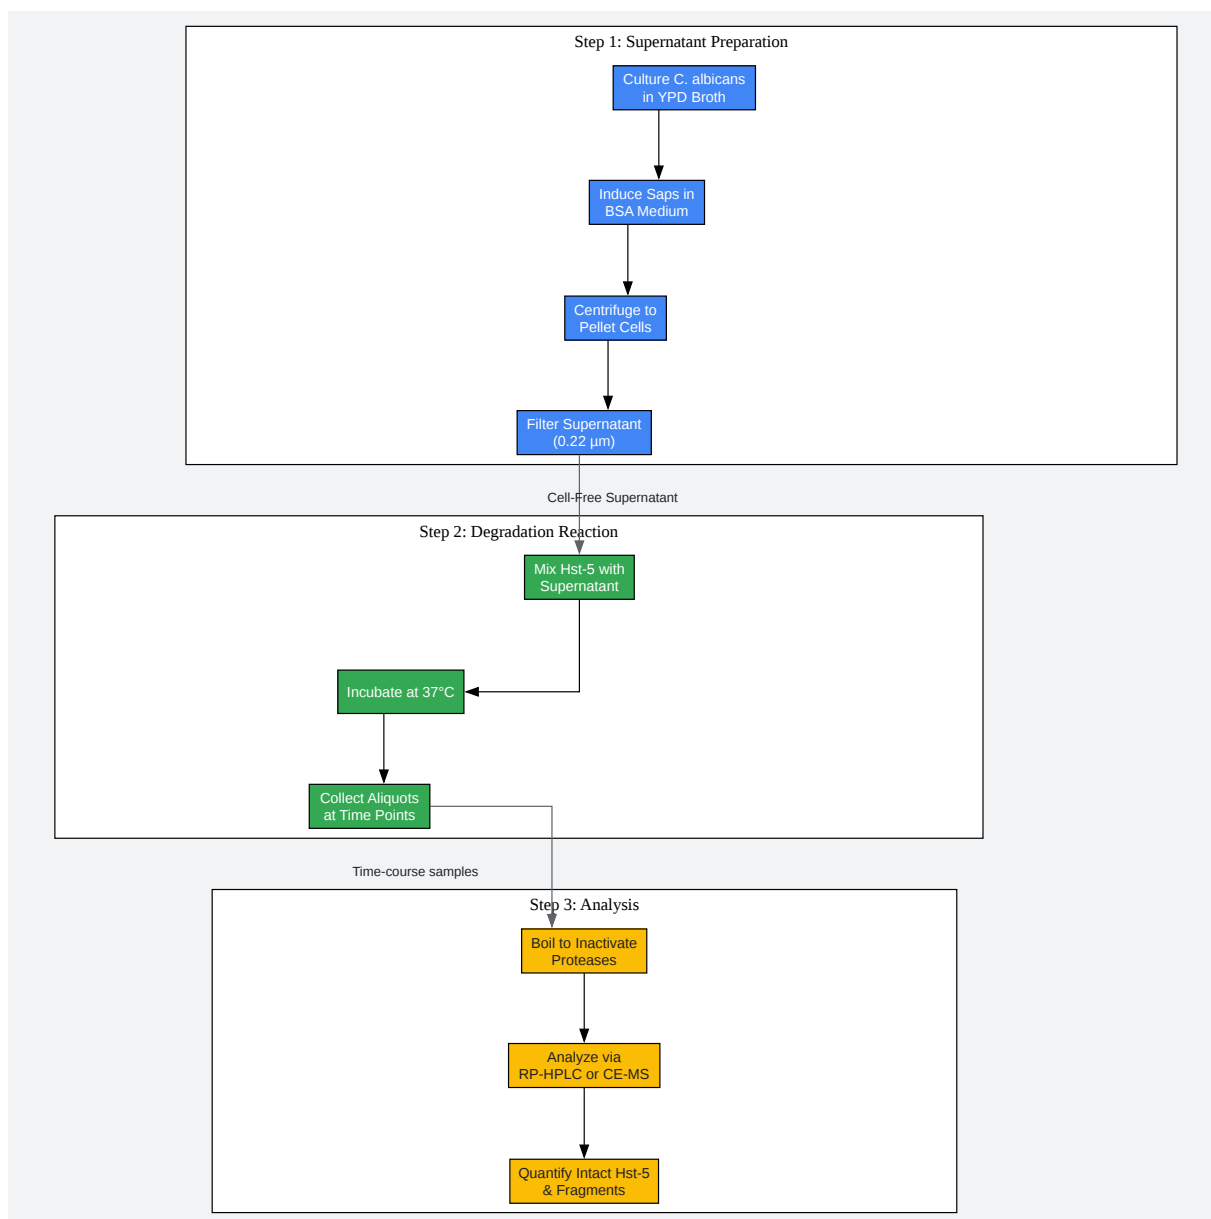 Step 1: Supernatant Preparation
Culture C. albicans
in YPD Broth
Induce Saps in
BSA Medium
Centrifuge to
Pellet Cells
Filter Supernatant
(0.22 µm)
Cell-Free Supernatant
Step 2: Degradation Reaction
Mix Hst-5 with
Supernatant
Incubate at 37°C
Collect Aliquots
at Time Points
Time-course samples
Step 3: Analysis
Boil to Inactivate
Proteases
Analyze via
RP-HPLC or CE-MS
Quantify Intact Hst-5
& Fragments